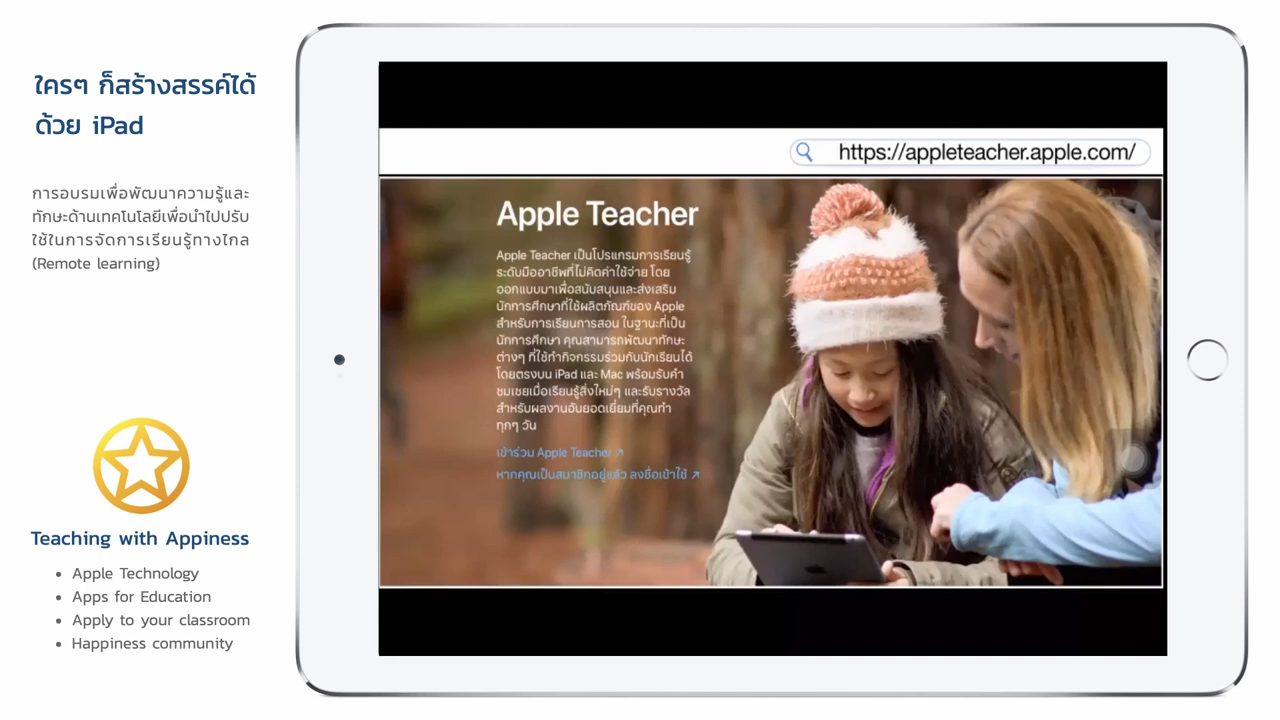 ใครๆ ก็สร้างสรรค์ได้
ด้วย iPad
การอบรมเพื่อพัฒนาความรู้และ
ทักษะด้านเทคโนโลยีเพื่อนำไปปรับ
ใช้ในการจัดการเรียนรู้ทางไกล
(Remote learning)
Teaching with Appiness
• Apple Technology
• Apps for Education
• Apply to your classroom
• Happiness community
https://appleteacher.apple.com/
Apple Teacher
Apple Teacher เป็นโปรแกรมการเรียนรู้
ระดับมืออาชีพที่ไม่คิดค่าใช้จ่าย โดย
ออกแบบมาเพื่อสนับสนุนและส่งเสริม
นักการศึกษาที่ใช้ผลิตภัณฑ์ของ Apple
สำหรับการเรียนการสอน ในฐานะที่เป็น
นักการศึกษา คุณสามารถพัฒนาทักษะ
ต่างๆ ที่ใช้ทำกิจกรรมร่วมกับนักเรียนได้
โดยตรงบน iPad และ Mac พร้อมรับคำ
ชมเชยเมื่อเรียนรู้สิ่งใหม่ๆ และรับรางวัล
สำหรับผลงานอันยอดเยี่ยมที่คุณทำ
ทุกๆ วัน
เข้าร่วม Apple Teacher ↗
หากคุณเป็นสมาชิกอยู่แล้ว ลงชื่อเข้าใช้ ↗